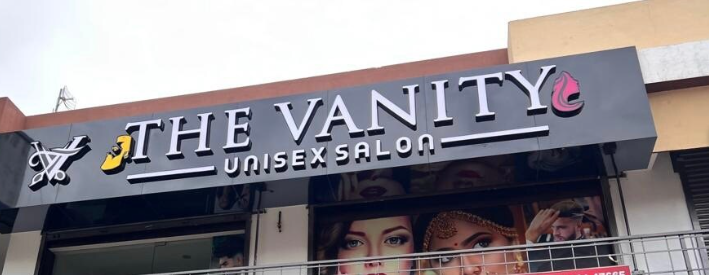 THE VANITY
UNISEX SALON